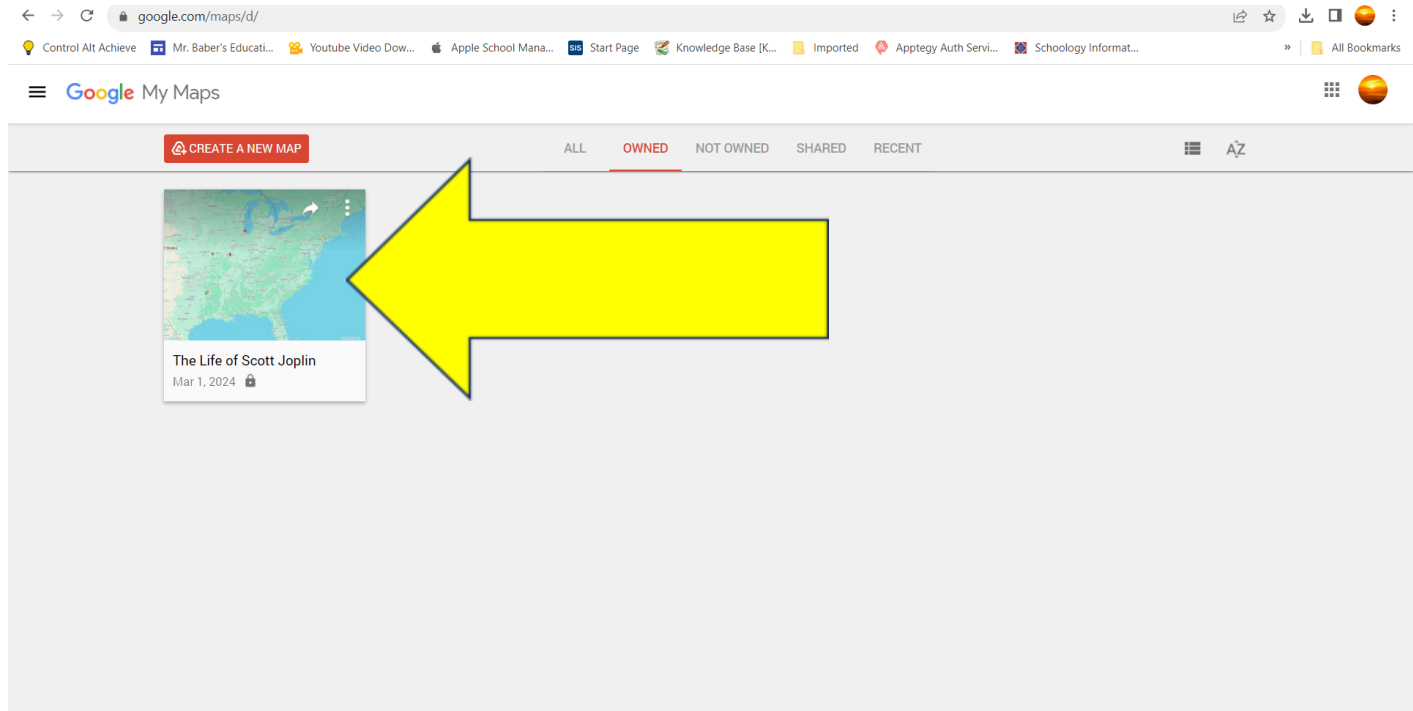 google.com/maps/d/
Control Alt Achieve Mr. Baber's Educati... Youtube Video Dow... Apple School Mana... SIS Start Page Knowledge Base [K... Imported Apptegy Auth Servi... Schoology Informat... » All Bookmarks
Google My Maps
CREATE A NEW MAP ALL OWNED NOT OWNED SHARED RECENT AZ
The Life of Scott Joplin
Mar 1, 2024